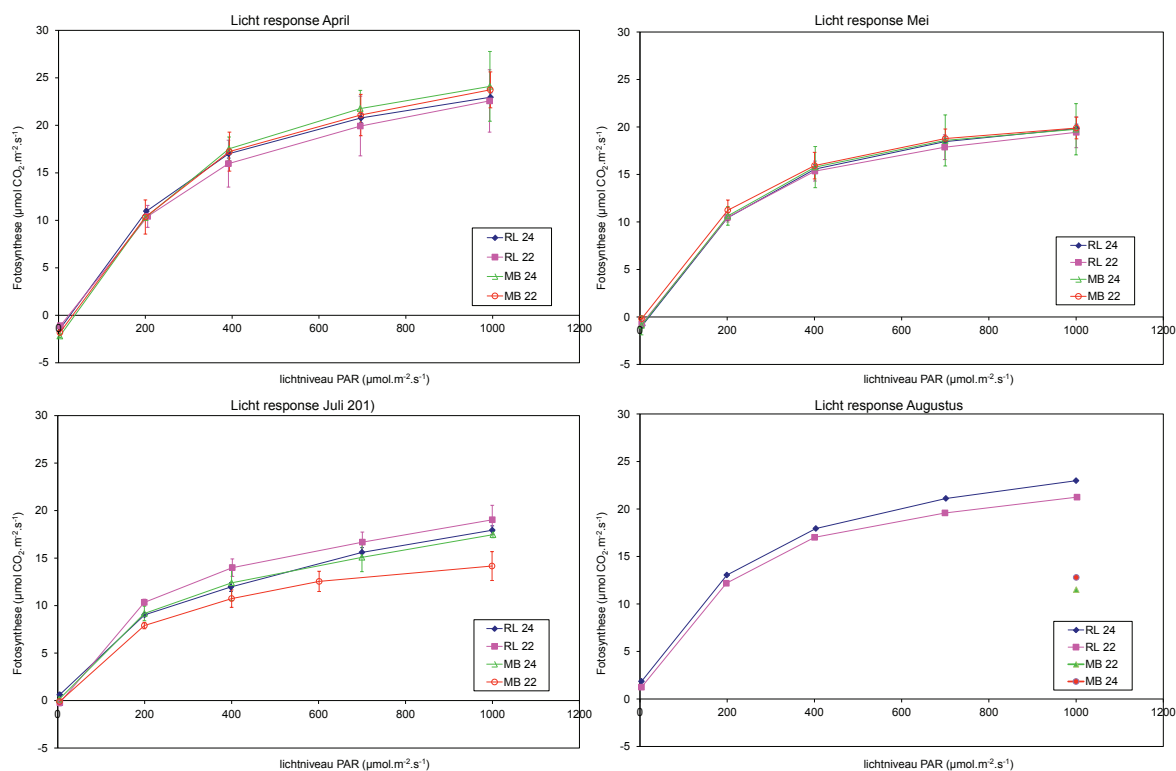 Licht response April
30
25
20
15
10
5
0
-5
0 200 400 600 800 1000 1200
Fotosynthese (µmol CO₂.m⁻².s⁻¹)
lichtniveau PAR (µmol.m⁻².s⁻¹)
RL 24
RL 22
MB 24
MB 22
Licht response Mei
30
25
20
15
10
5
0
-5
0 200 400 600 800 1000 1200
Fotosynthese (µmol CO₂.m⁻².s⁻¹)
lichtniveau PAR (µmol.m⁻².s⁻¹)
RL 24
RL 22
MB 24
MB 22
Licht response Juli 201)
30
25
20
15
10
5
0
-5
0 200 400 600 800 1000 1200
Fotosynthese (µmol CO₂.m⁻².s⁻¹)
lichtniveau PAR (µmol.m⁻².s⁻¹)
RL 24
RL 22
MB 24
MB 22
Licht response Augustus
30
25
20
15
10
5
0
-5
0 200 400 600 800 1000 1200
Fotosynthese (µmol CO₂.m⁻².s⁻¹)
lichtniveau PAR (µmol.m⁻².s⁻¹)
RL 24
RL 22
MB 22
MB 24